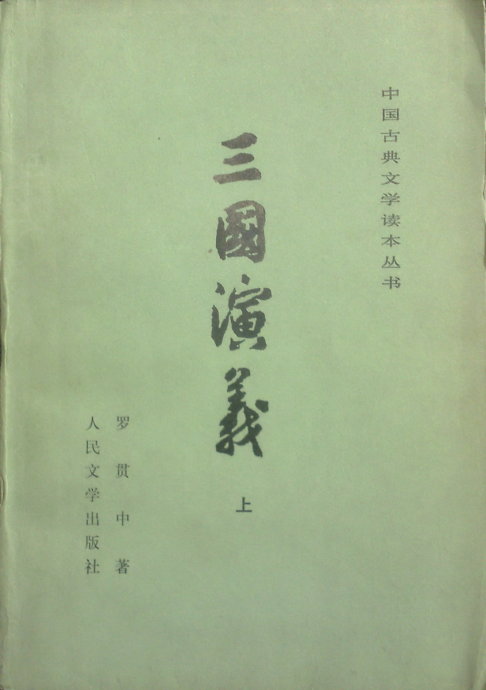 中国古典文学读本丛书
三國演義
上
罗贯中著
人民文学出版社